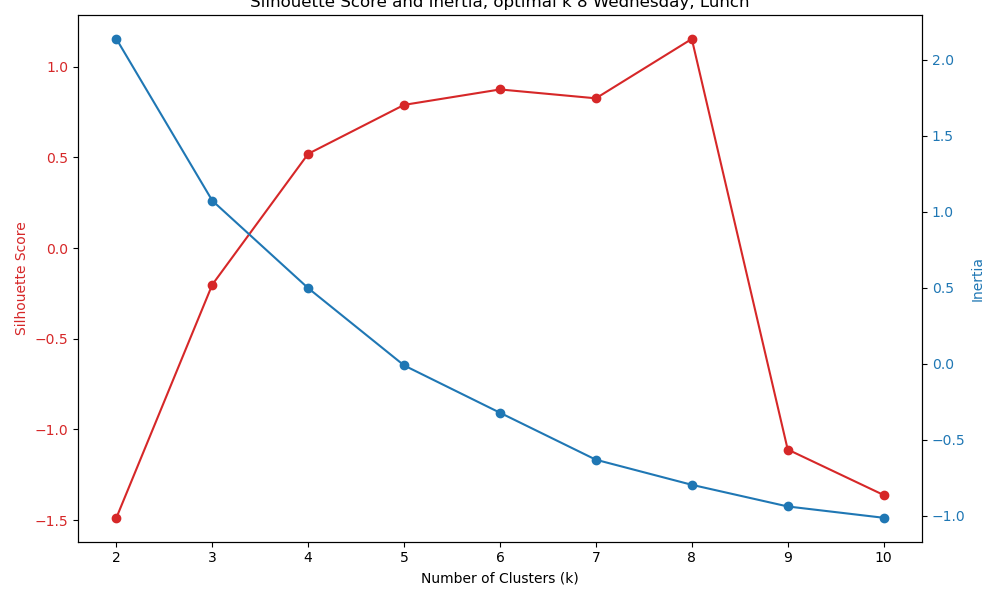 Silhouette Score and Inertia, optimal k 8 Wednesday, Lunch
1.0
0.5
0.0
−0.5
−1.0
−1.5
Silhouette Score
2.0
1.5
1.0
0.5
0.0
−0.5
−1.0
Inertia
2 3 4 5 6 7 8 9 10
Number of Clusters (k)